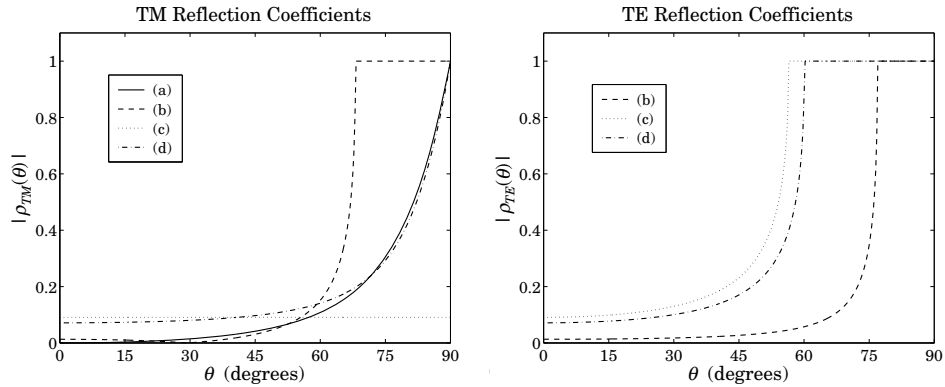 TM Reflection Coefficients
1
0.8
0.6
0.4
0.2
0
|ρTM(θ)|
(a)
(b)
(c)
(d)
0 15 30 45 60 75 90
θ (degrees)
TE Reflection Coefficients
1
0.8
0.6
0.4
0.2
0
|ρTE(θ)|
(b)
(c)
(d)
0 15 30 45 60 75 90
θ (degrees)